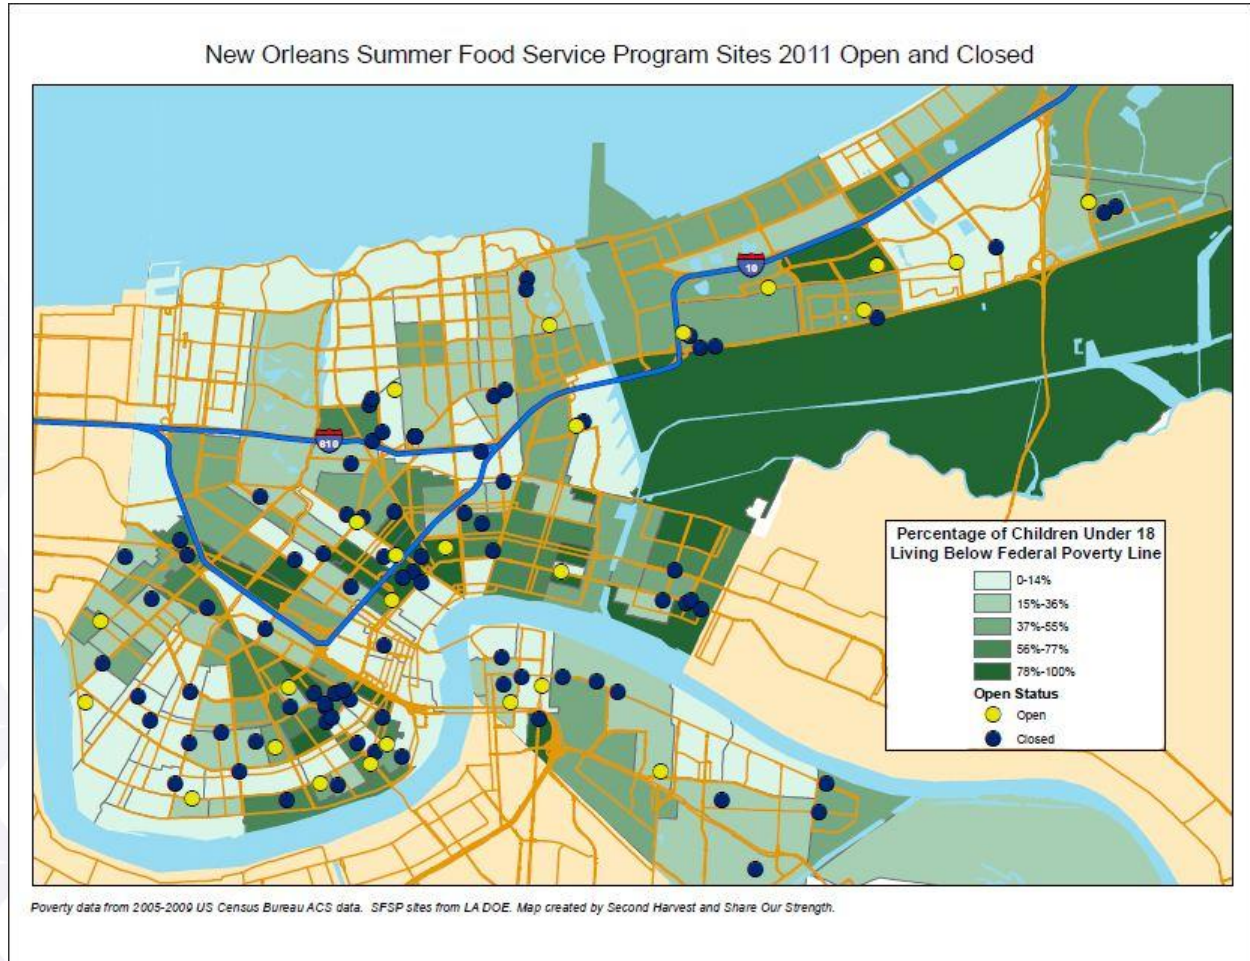 New Orleans Summer Food Service Program Sites 2011 Open and Closed
10
610
Percentage of Children Under 18
Living Below Federal Poverty Line
0-14%
15%-36%
37%-55%
56%-77%
78%-100%
Open Status
Open
Closed
Poverty data from 2005-2009 US Census Bureau ACS data. SFSP sites from LA DOE. Map created by Second Harvest and Share Our Strength.